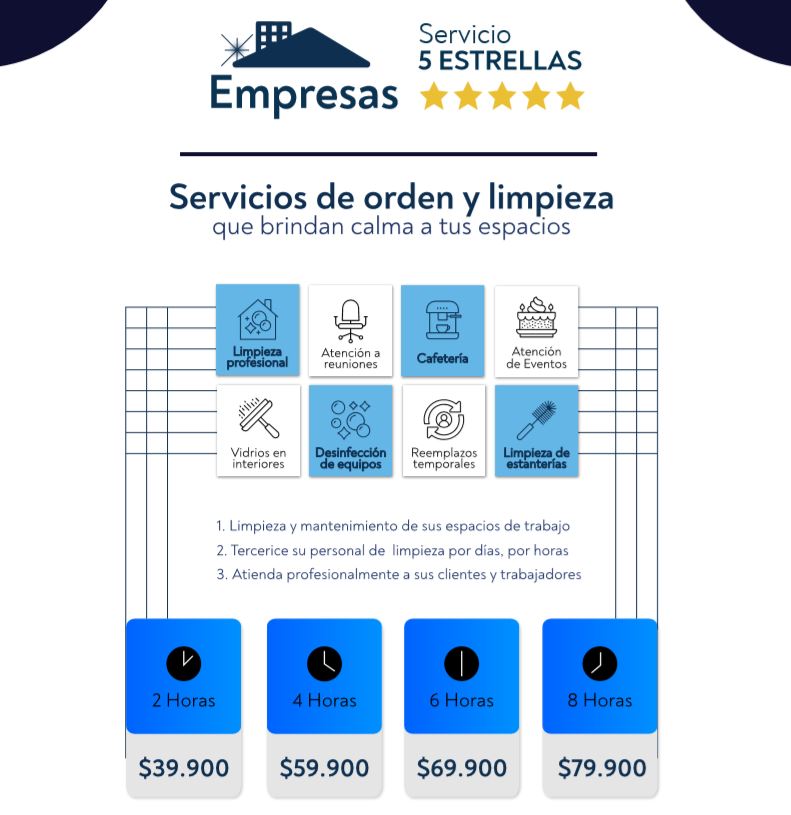 Empresas
Servicio
5 ESTRELLAS
Servicios de orden y limpieza
que brindan calma a tus espacios
Limpieza
profesional
Atención a
reuniones
Cafetería
Atención
de Eventos
Vidrios en
interiores
Desinfección
de equipos
Reemplazos
temporales
Limpieza de
estanterías
1. Limpieza y mantenimiento de sus espacios de trabajo
2. Tercerice su personal de limpieza por días, por horas
3. Atienda profesionalmente a sus clientes y trabajadores
2 Horas
$39.900
4 Horas
$59.900
6 Horas
$69.900
8 Horas
$79.900